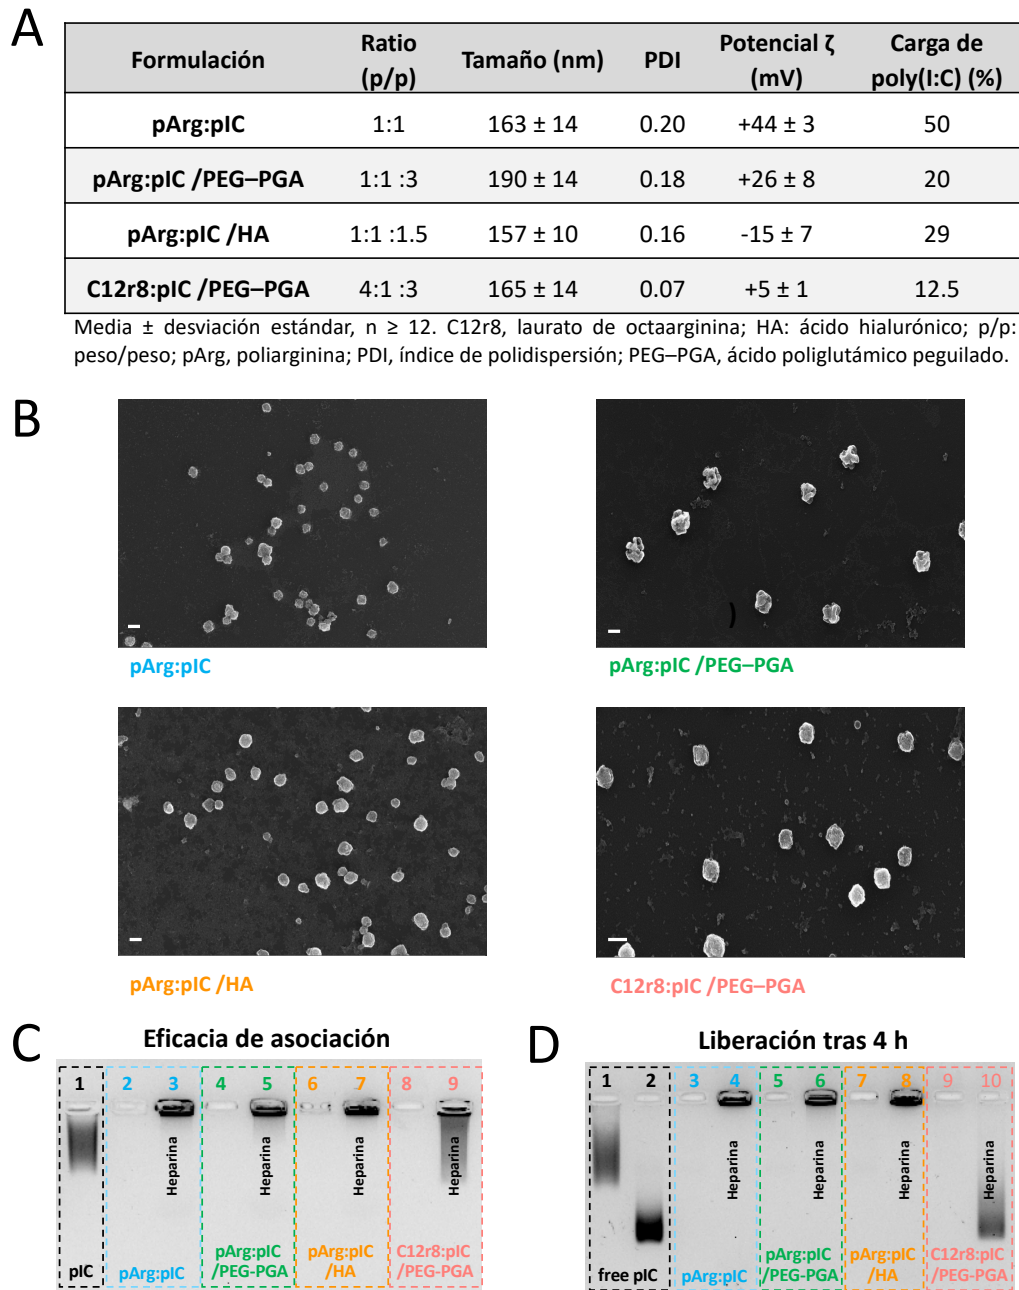 A
Formulación Ratio (p/p) Tamaño (nm) PDI Potencial ζ (mV) Carga de poly(I:C) (%)
pArg:pIC 1:1 163 ± 14 0.20 +44 ± 3 50
pArg:pIC /PEG–PGA 1:1 :3 190 ± 14 0.18 +26 ± 8 20
pArg:pIC /HA 1:1 :1.5 157 ± 10 0.16 -15 ± 7 29
C12r8:pIC /PEG–PGA 4:1 :3 165 ± 14 0.07 +5 ± 1 12.5
Media ± desviación estándar, n ≥ 12. C12r8, laurato de octaarginina; HA: ácido hialurónico; p/p:
peso/peso; pArg, poliarginina; PDI, índice de polidispersión; PEG–PGA, ácido poliglutámico peguilado.
B
pArg:pIC
pArg:pIC /PEG–PGA
pArg:pIC /HA
C12r8:pIC /PEG–PGA
C
Eficacia de asociación
1 2 3 4 5 6 7 8 9
Heparina
Heparina
Heparina
Heparina
pIC
pArg:pIC
pArg:pIC
/PEG-PGA
pArg:pIC
/HA
C12r8:pIC
/PEG-PGA
D
Liberación tras 4 h
1 2 3 4 5 6 7 8 9 10
Heparina
Heparina
Heparina
Heparina
free pIC
pArg:pIC
pArg:pIC
/PEG-PGA
pArg:pIC
/HA
C12r8:pIC
/PEG-PGA